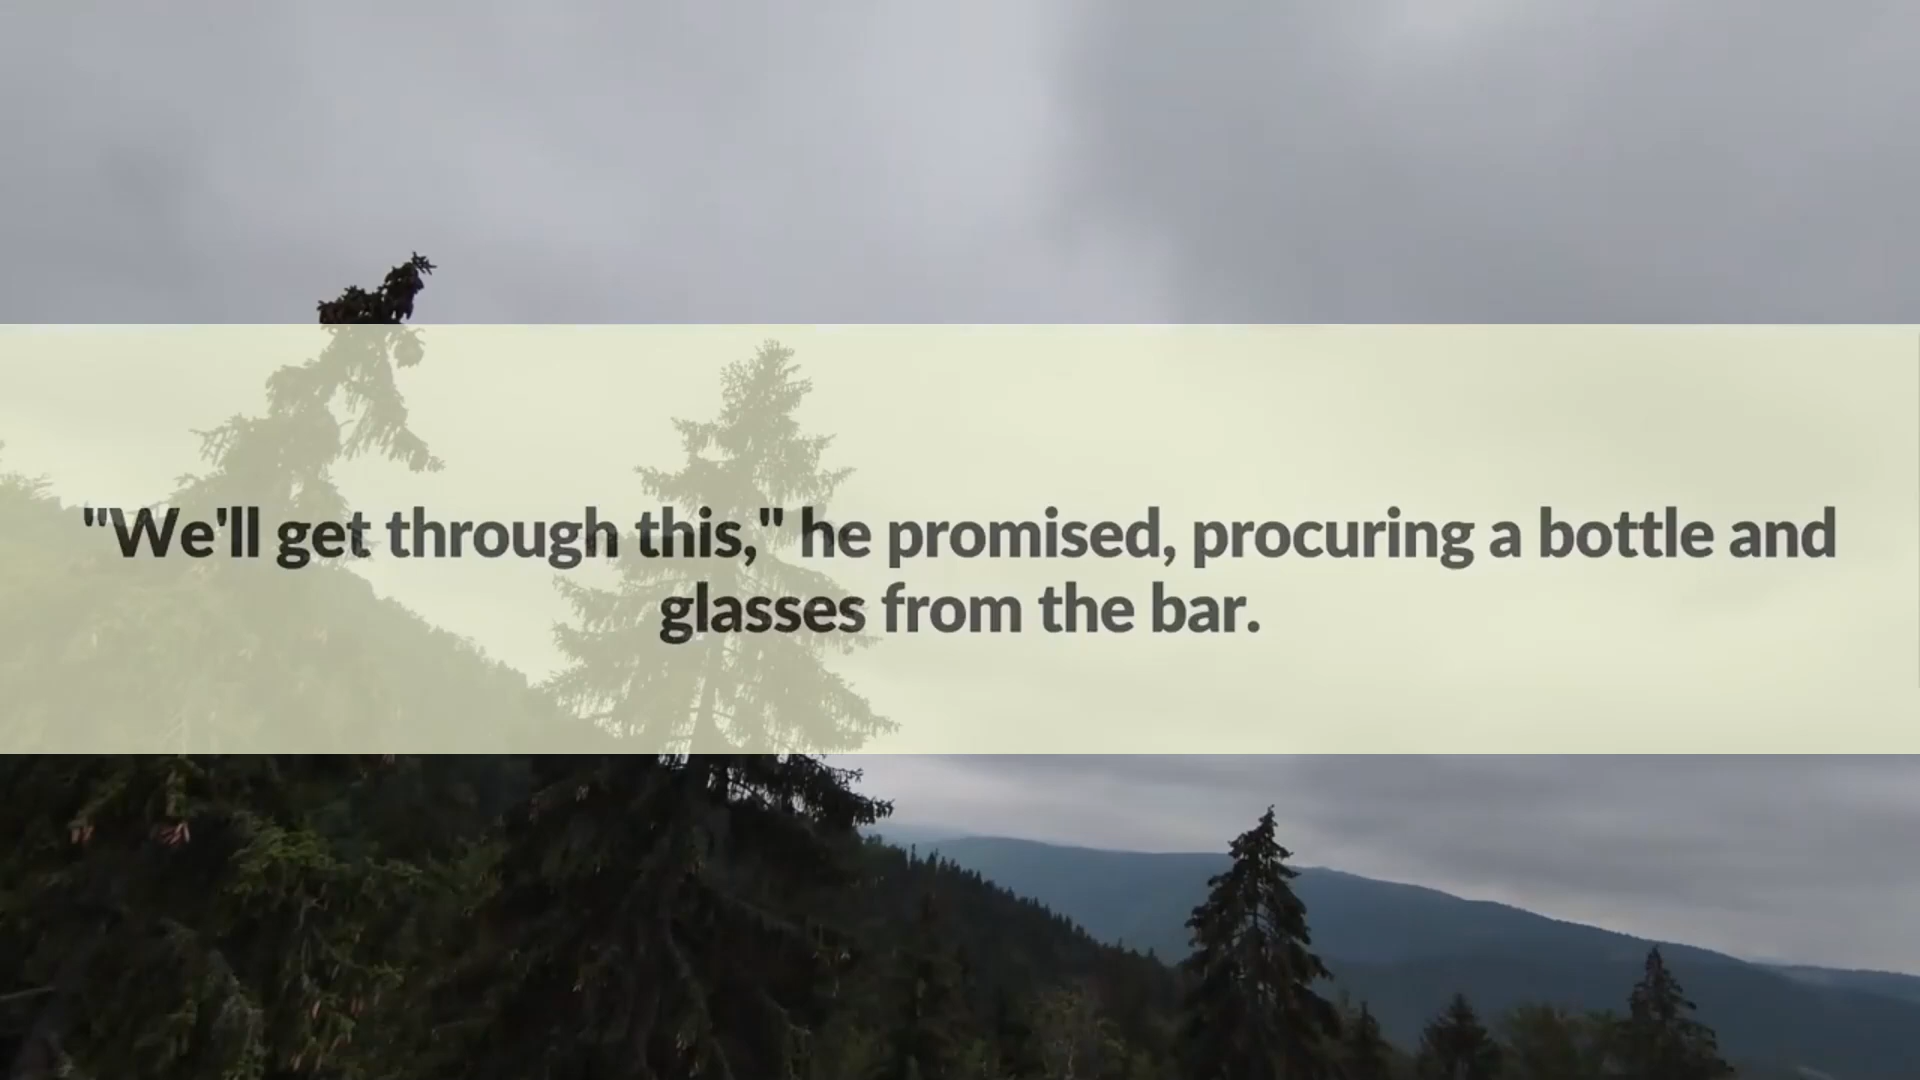 "We'll get through this," he promised, procuring a bottle and
glasses from the bar.